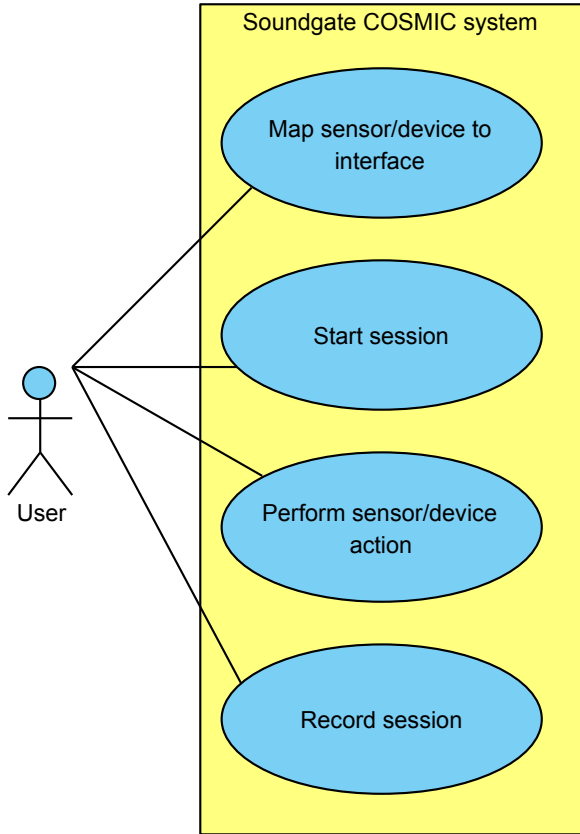 Soundgate COSMIC system
Map sensor/device to
interface
Start session
Perform sensor/device
action
User
Record session